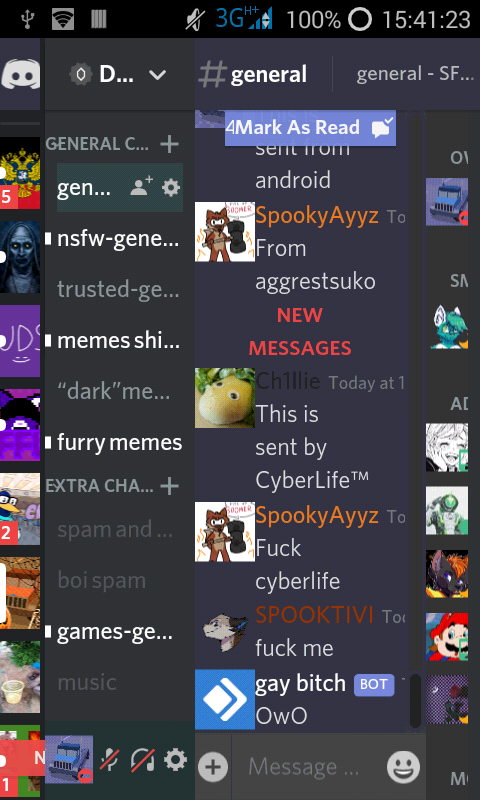 3G H+ 100% 15:41:23
D...
# general
general - SF...
Mark As Read
sent from
android
GENERAL C... +
gen...
nsfw-gene...
trusted-ge...
memes shi...
“dark”me...
furry memes
EXTRA CHA... +
spam and ...
boi spam
games-ge...
music
5
2
1
N
JDS
SpookyAyyz To
From
aggrestsuko
NEW
MESSAGES
Ch1llie Today at 1
This is
sent by
CyberLife™
SpookyAyyz To
Fuck
cyberlife
SPOOKTIVI Too
fuck me
gay bitch BOT
OwO
Message ...
OV
SM
AD
MO